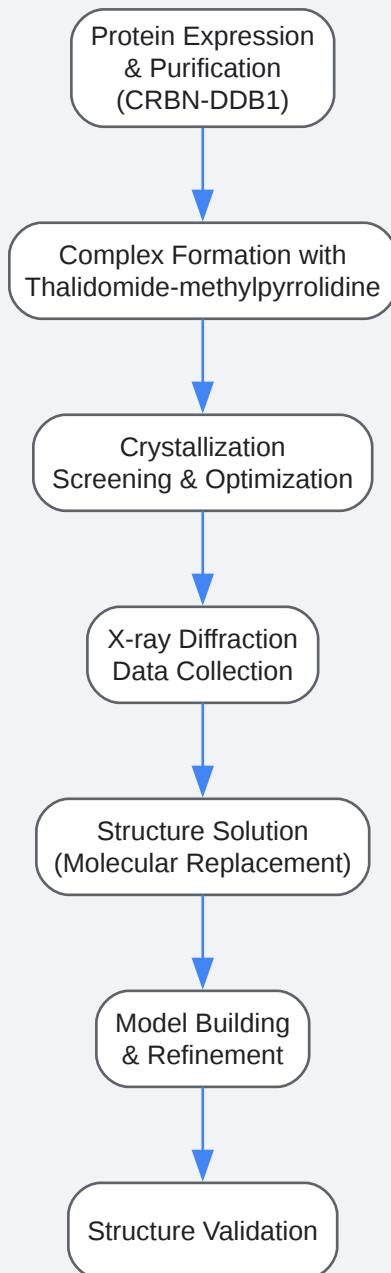 Protein Expression
& Purification
(CRBN-DDB1)
Complex Formation with
Thalidomide-methylpyrrolidine
Crystallization
Screening & Optimization
X-ray Diffraction
Data Collection
Structure Solution
(Molecular Replacement)
Model Building
& Refinement
Structure Validation